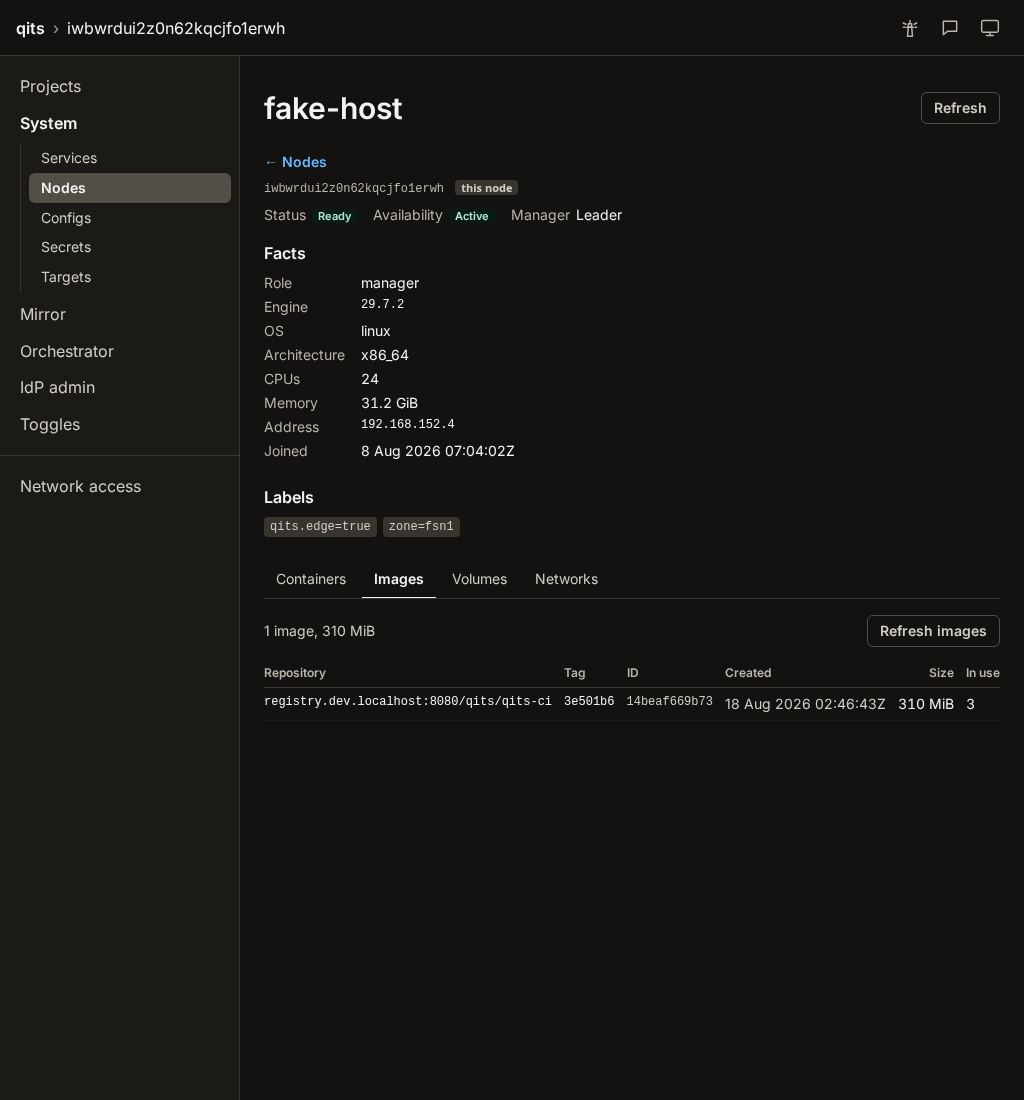 qits › iwbwrdui2z0n62kqcjfo1erwh
Projects
System
Services
Nodes
Configs
Secrets
Targets
Mirror
Orchestrator
IdP admin
Toggles
Network access
fake-host
Refresh
← Nodes
iwbwrdui2z0n62kqcjfo1erwh this node
Status Ready Availability Active Manager Leader
Facts
Role manager
Engine 29.7.2
OS linux
Architecture x86_64
CPUs 24
Memory 31.2 GiB
Address 192.168.152.4
Joined 8 Aug 2026 07:04:02Z
Labels
qits.edge=true zone=fsn1
Containers Images Volumes Networks
1 image, 310 MiB Refresh images
Repository Tag ID Created Size In use
registry.dev.localhost:8080/qits/qits-ci 3e501b6 14beaf669b73 18 Aug 2026 02:46:43Z 310 MiB 3